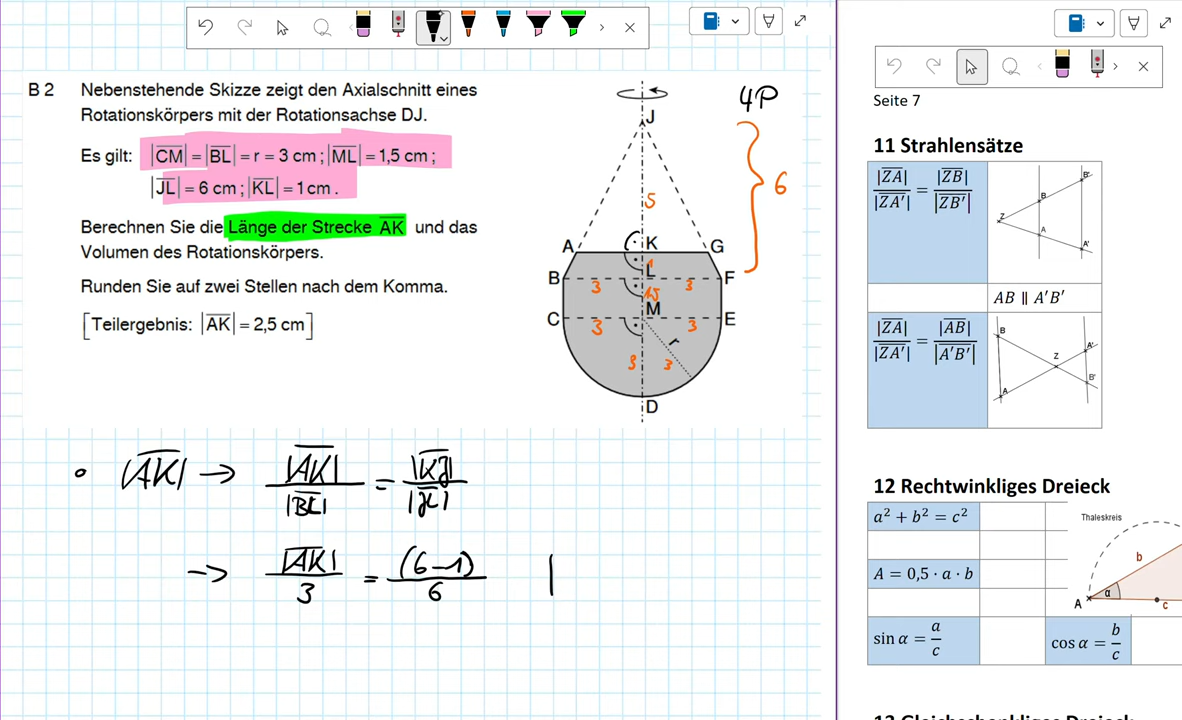 B 2 Nebenstehende Skizze zeigt den Axialschnitt eines
Rotationskörpers mit der Rotationsachse DJ.
Es gilt: |CM| = |BL| = r = 3 cm ; |ML| = 1,5 cm ;
|JL| = 6 cm ; |KL| = 1 cm .
Berechnen Sie die Länge der Strecke AK und das
Volumen des Rotationskörpers.
Runden Sie auf zwei Stellen nach dem Komma.
[Teilergebnis: |AK| = 2,5 cm]
4P
J
6
5
A K G
1
B L F
3 1,5 3
C M E
3 3
r
3 3
D
• |AK| → |AK| / |BL| = |KJ| / |JL|
→ |AK| / 3 = (6-1) / 6 |
Seite 7
11 Strahlensätze
|ZA| / |ZA'| = |ZB| / |ZB'|
B'
B
Z
A
A'
AB ∥ A'B'
|ZA| / |ZA'| = |AB| / |A'B'|
B
Z
A'
B'
A
12 Rechtwinkliges Dreieck
a² + b² = c²
Thaleskreis
b
A = 0,5 · a · b
A α c
sin α = a / c
cos α = b / c
13 Gleichschenkliges Dreieck